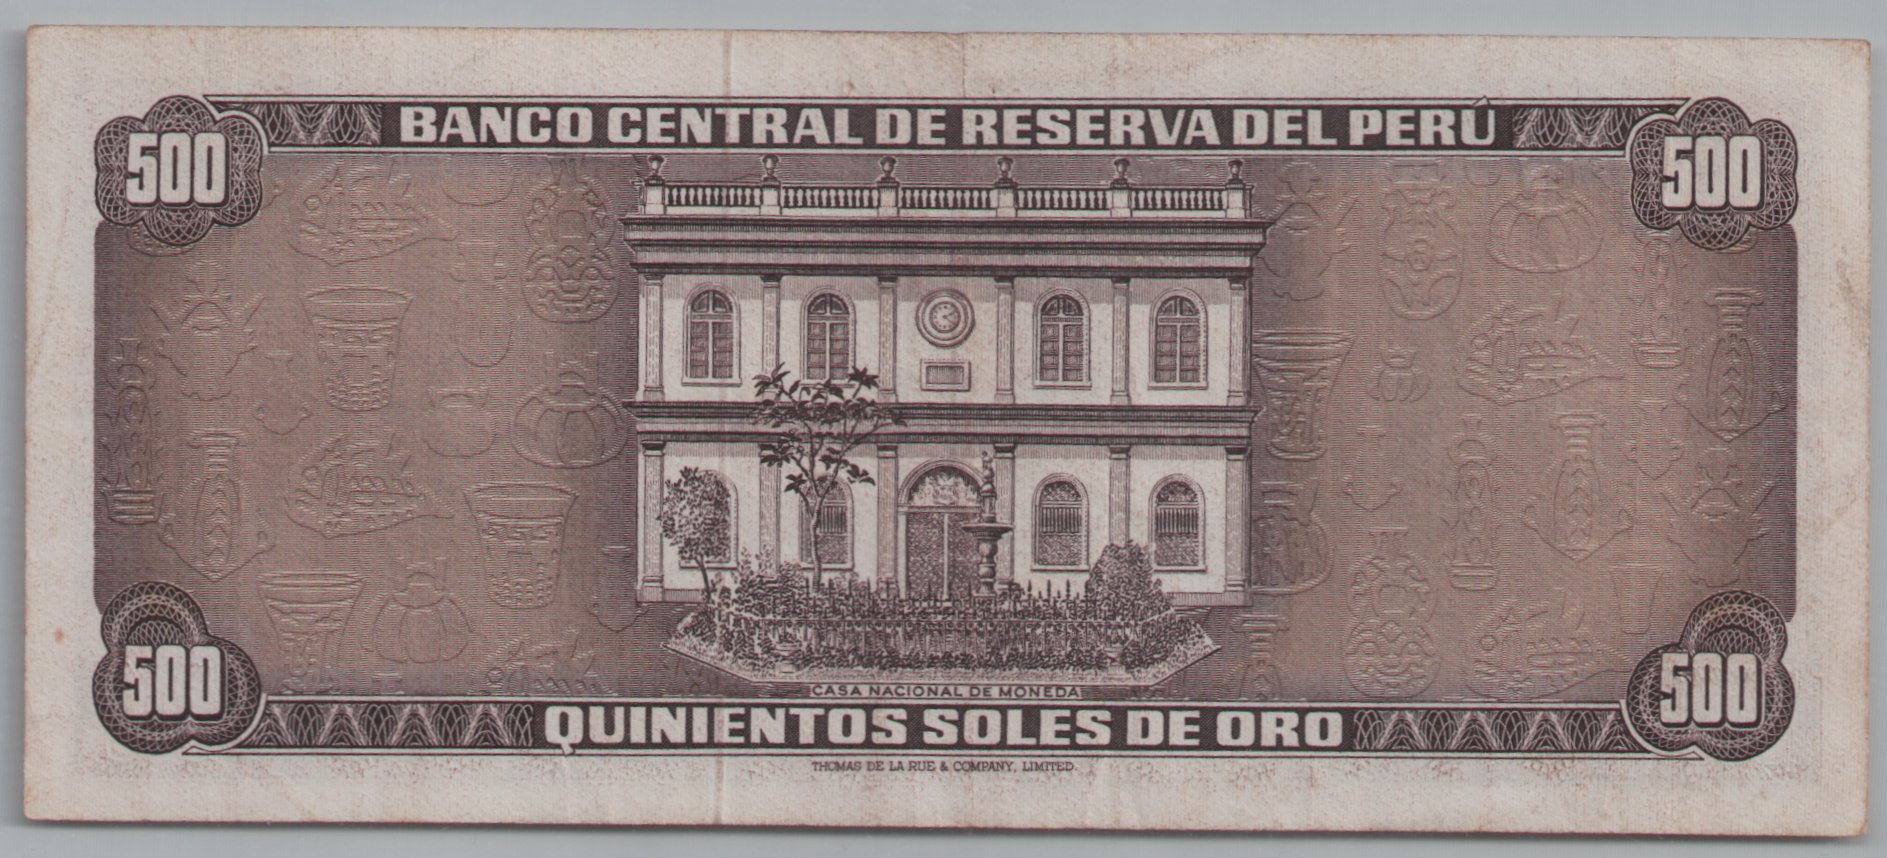 BANCO CENTRAL DE RESERVA DEL PERÚ
500
500
500
500
CASA NACIONAL DE MONEDA
QUINIENTOS SOLES DE ORO
THOMAS DE LA RUE & COMPANY, LIMITED.